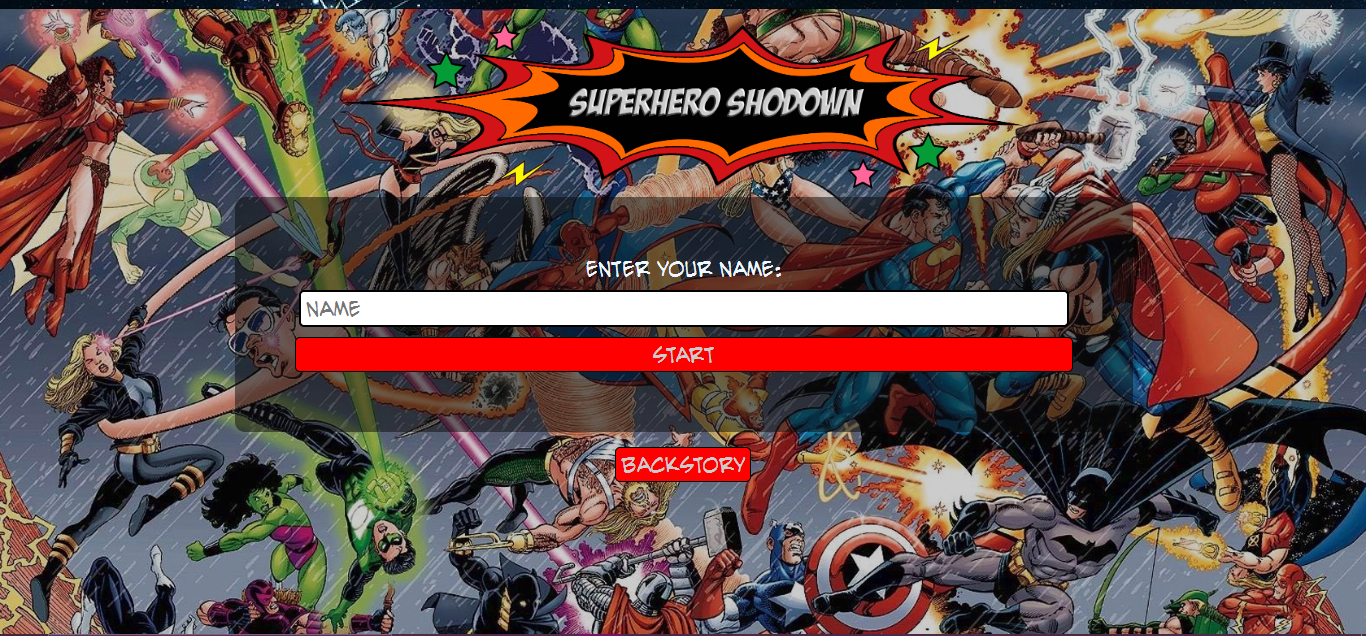 SUPERHERO SHODOWN
ENTER YOUR NAME:
NAME
START
BACKSTORY